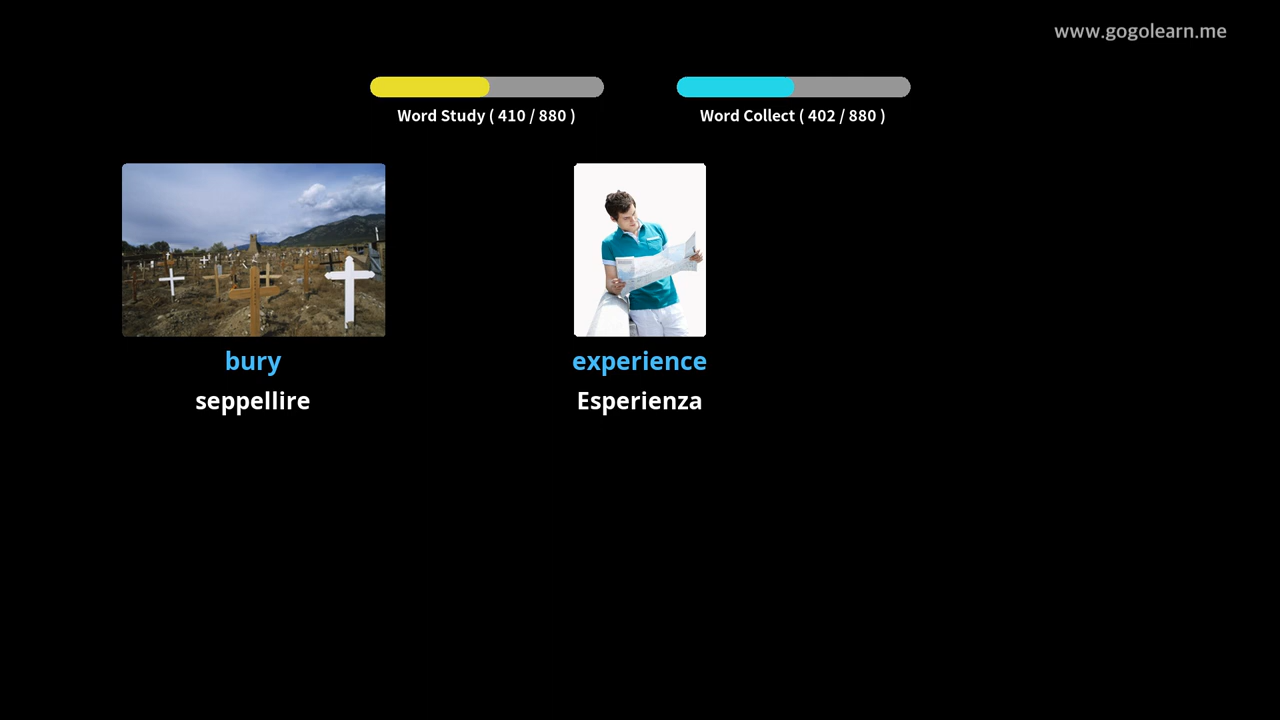 www.gogolearn.me
Word Study ( 410 / 880 )
Word Collect ( 402 / 880 )
bury
seppellire
experience
Esperienza